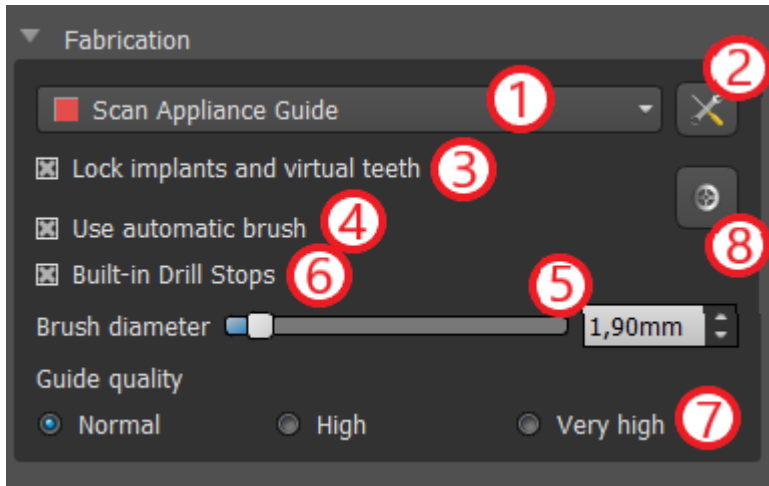 Fabrication
2
Scan Appliance Guide 1
Lock implants and virtual teeth 3
Use automatic brush 4
8
Built-in Drill Stops 6
5
Brush diameter 1,90mm
Guide quality
Normal High Very high 7